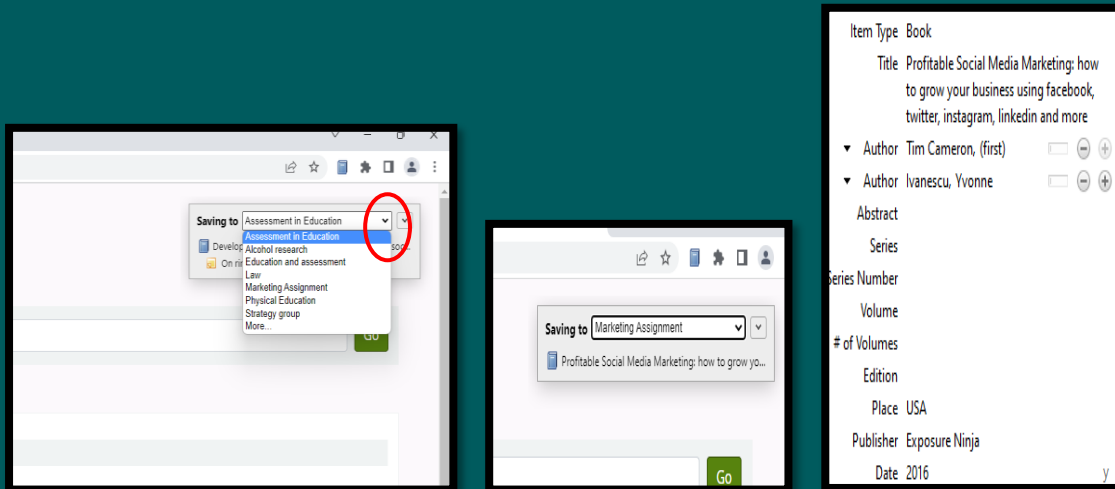 Saving to Assessment in Education
Assessment in Education
Alcohol research
Education and assessment
Law
Marketing Assignment
Physical Education
Strategy group
More...
Develop
soc...
On
Go
Saving to Marketing Assignment
Profitable Social Media Marketing: how to grow yo...
Go
Item Type Book
Title Profitable Social Media Marketing: how
to grow your business using facebook,
twitter, instagram, linkedin and more
Author Tim Cameron, (first)
Author Ivanescu, Yvonne
Abstract
Series
Series Number
Volume
# of Volumes
Edition
Place USA
Publisher Exposure Ninja
Date 2016 y